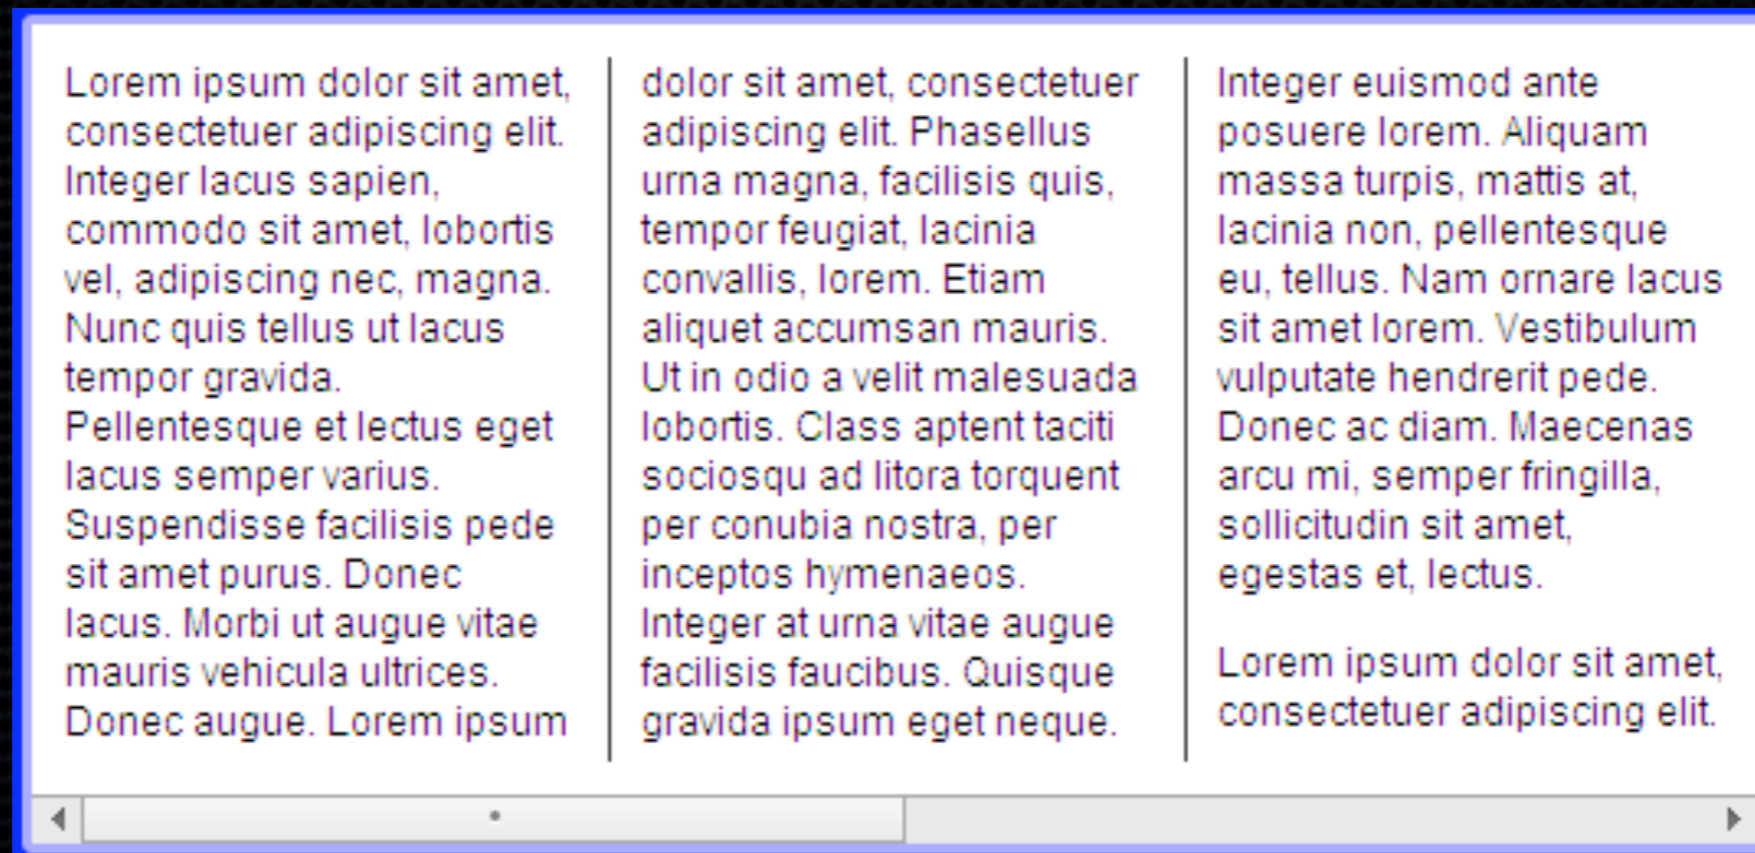 Lorem ipsum dolor sit amet,
consectetuer adipiscing elit.
Integer lacus sapien,
commodo sit amet, lobortis
vel, adipiscing nec, magna.
Nunc quis tellus ut lacus
tempor gravida.
Pellentesque et lectus eget
lacus semper varius.
Suspendisse facilisis pede
sit amet purus. Donec
lacus. Morbi ut augue vitae
mauris vehicula ultrices.
Donec augue. Lorem ipsum
dolor sit amet, consectetuer
adipiscing elit. Phasellus
urna magna, facilisis quis,
tempor feugiat, lacinia
convallis, lorem. Etiam
aliquet accumsan mauris.
Ut in odio a velit malesuada
lobortis. Class aptent taciti
sociosqu ad litora torquent
per conubia nostra, per
inceptos hymenaeos.
Integer at urna vitae augue
facilisis faucibus. Quisque
gravida ipsum eget neque.
Integer euismod ante
posuere lorem. Aliquam
massa turpis, mattis at,
lacinia non, pellentesque
eu, tellus. Nam ornare lacus
sit amet lorem. Vestibulum
vulputate hendrerit pede.
Donec ac diam. Maecenas
arcu mi, semper fringilla,
sollicitudin sit amet,
egestas et, lectus.
Lorem ipsum dolor sit amet,
consectetuer adipiscing elit.